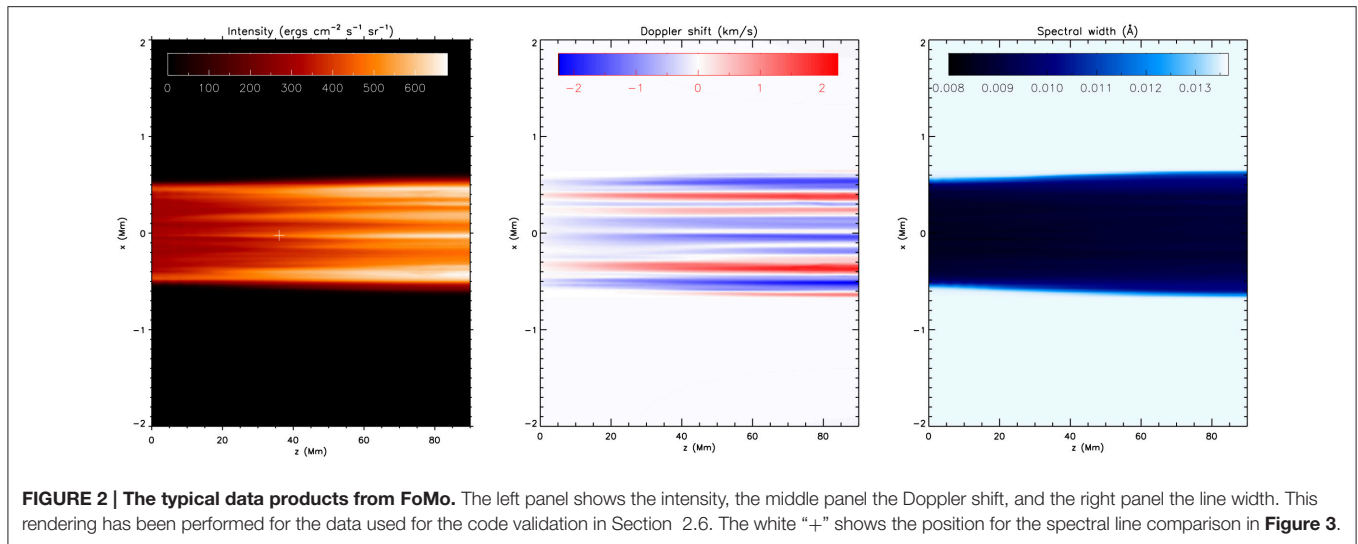 Intensity (ergs cm⁻² s⁻¹ sr⁻¹)
Doppler shift (km/s)
Spectral width (Å)
2
1
0
-1
-2
x (Mm)
0 100 200 300 400 500 600
0 20 40 60 80
z (Mm)
2
1
0
-1
-2
x (Mm)
-2 -1 0 1 2
0 20 40 60 80
z (Mm)
2
1
0
-1
-2
x (Mm)
0.008 0.009 0.010 0.011 0.012 0.013
0 20 40 60 80
z (Mm)
FIGURE 2 | The typical data products from FoMo. The left panel shows the intensity, the middle panel the Doppler shift, and the right panel the line width. This
rendering has been performed for the data used for the code validation in Section 2.6. The white “+” shows the position for the spectral line comparison in Figure 3.